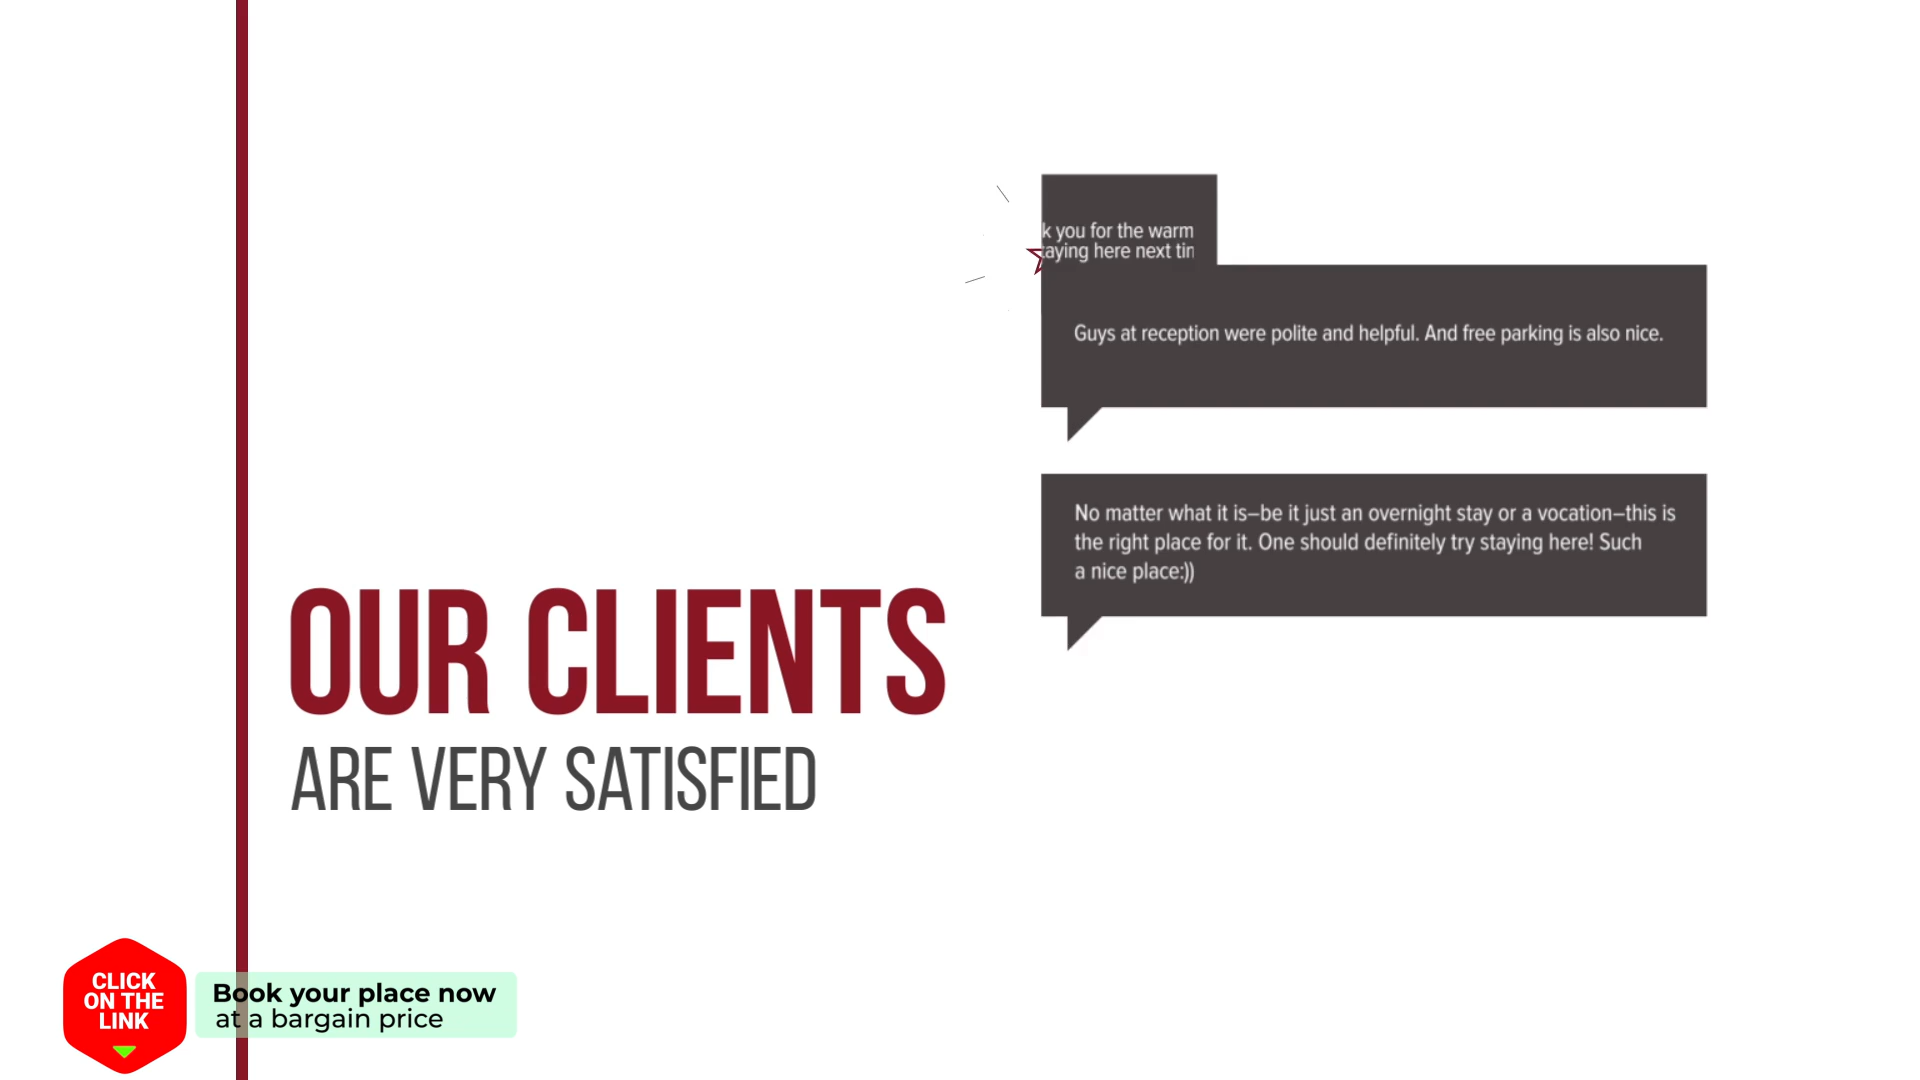 you for the warm
here next
Guys at reception were polite and helpful. And free parking is also nice.
No matter what it is–be it just an overnight stay or a vocation–this is
the right place for it. One should definitely try staying here! Such
a nice place:))
OUR CLIENTS
ARE VERY SATISFIED
CLICK
ON THE
LINK
Book your place now
at a bargain price